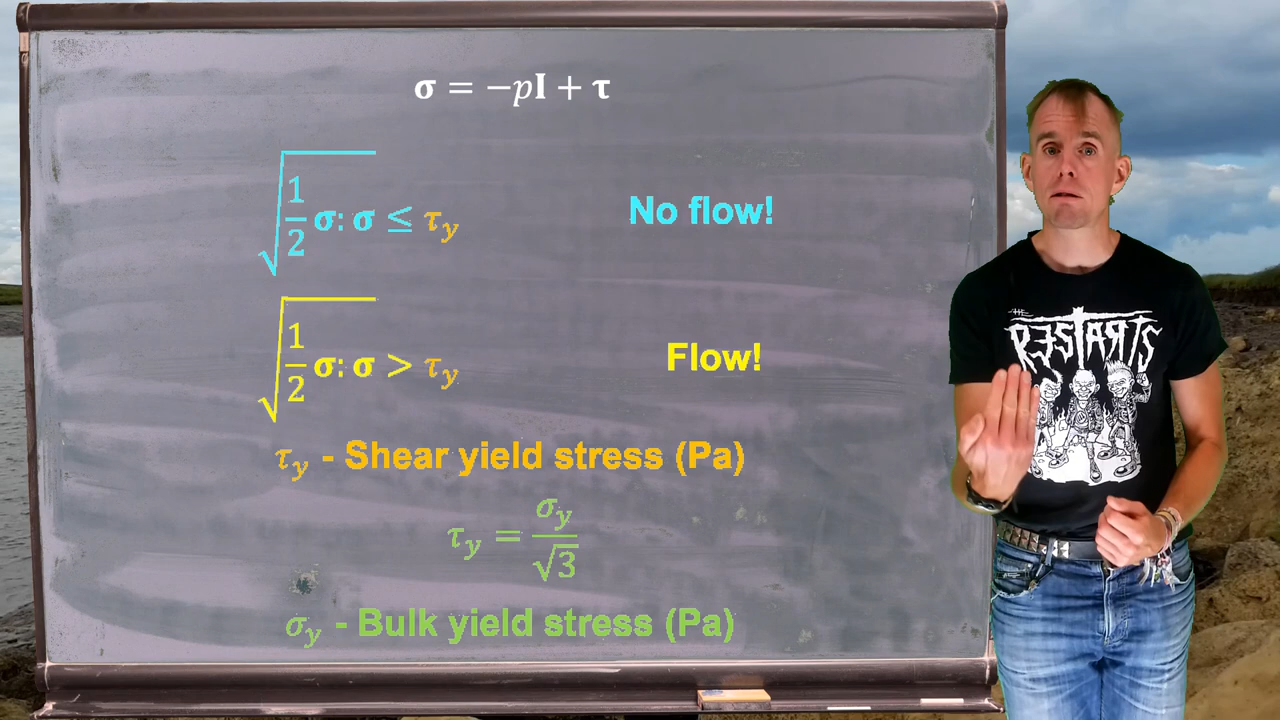 σ = −pI + τ
√(1/2 σ: σ) ≤ τ_y
No flow!
√(1/2 σ: σ) > τ_y
Flow!
τ_y - Shear yield stress (Pa)
τ_y = σ_y/√3
σ_y - Bulk yield stress (Pa)
THE
RESTARTS